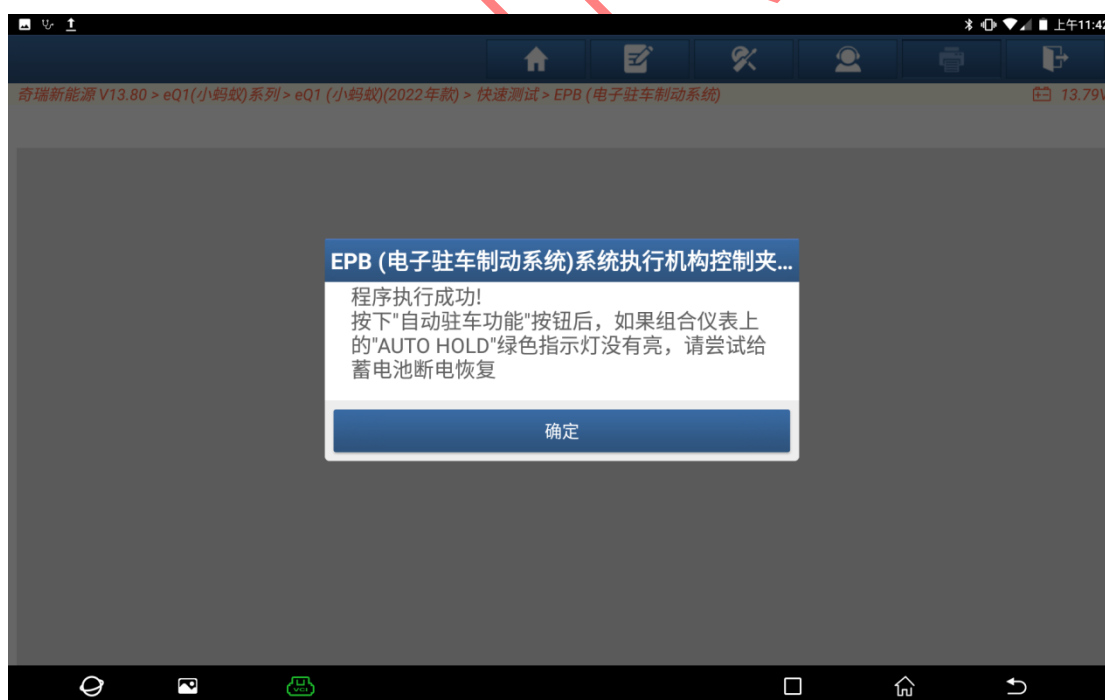 上午11:42
奇瑞新能源 V13.80 > eQ1(小蚂蚁)系列 > eQ1 (小蚂蚁)(2022年款) > 快速测试 > EPB (电子驻车制动系统)
13.79V
EPB (电子驻车制动系统)系统执行机构控制夹...
程序执行成功!
按下"自动驻车功能"按钮后，如果组合仪表上
的"AUTO HOLD"绿色指示灯没有亮，请尝试给
蓄电池断电恢复
确定
VCI